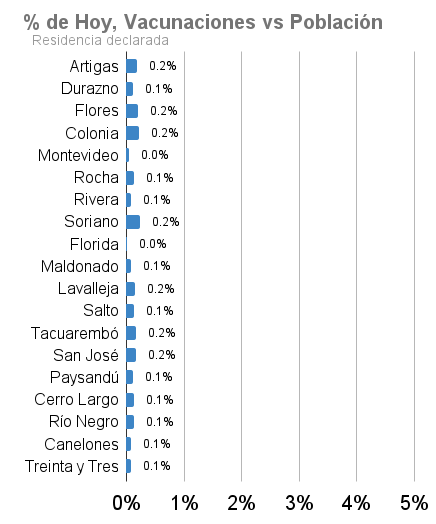 % de Hoy, Vacunaciones vs Población
Residencia declarada
Artigas 0.2%
Durazno 0.1%
Flores 0.2%
Colonia 0.2%
Montevideo 0.0%
Rocha 0.1%
Rivera 0.1%
Soriano 0.2%
Florida 0.0%
Maldonado 0.1%
Lavalleja 0.2%
Salto 0.1%
Tacuarembó 0.2%
San José 0.2%
Paysandú 0.1%
Cerro Largo 0.1%
Río Negro 0.1%
Canelones 0.1%
Treinta y Tres 0.1%
0% 1% 2% 3% 4% 5%